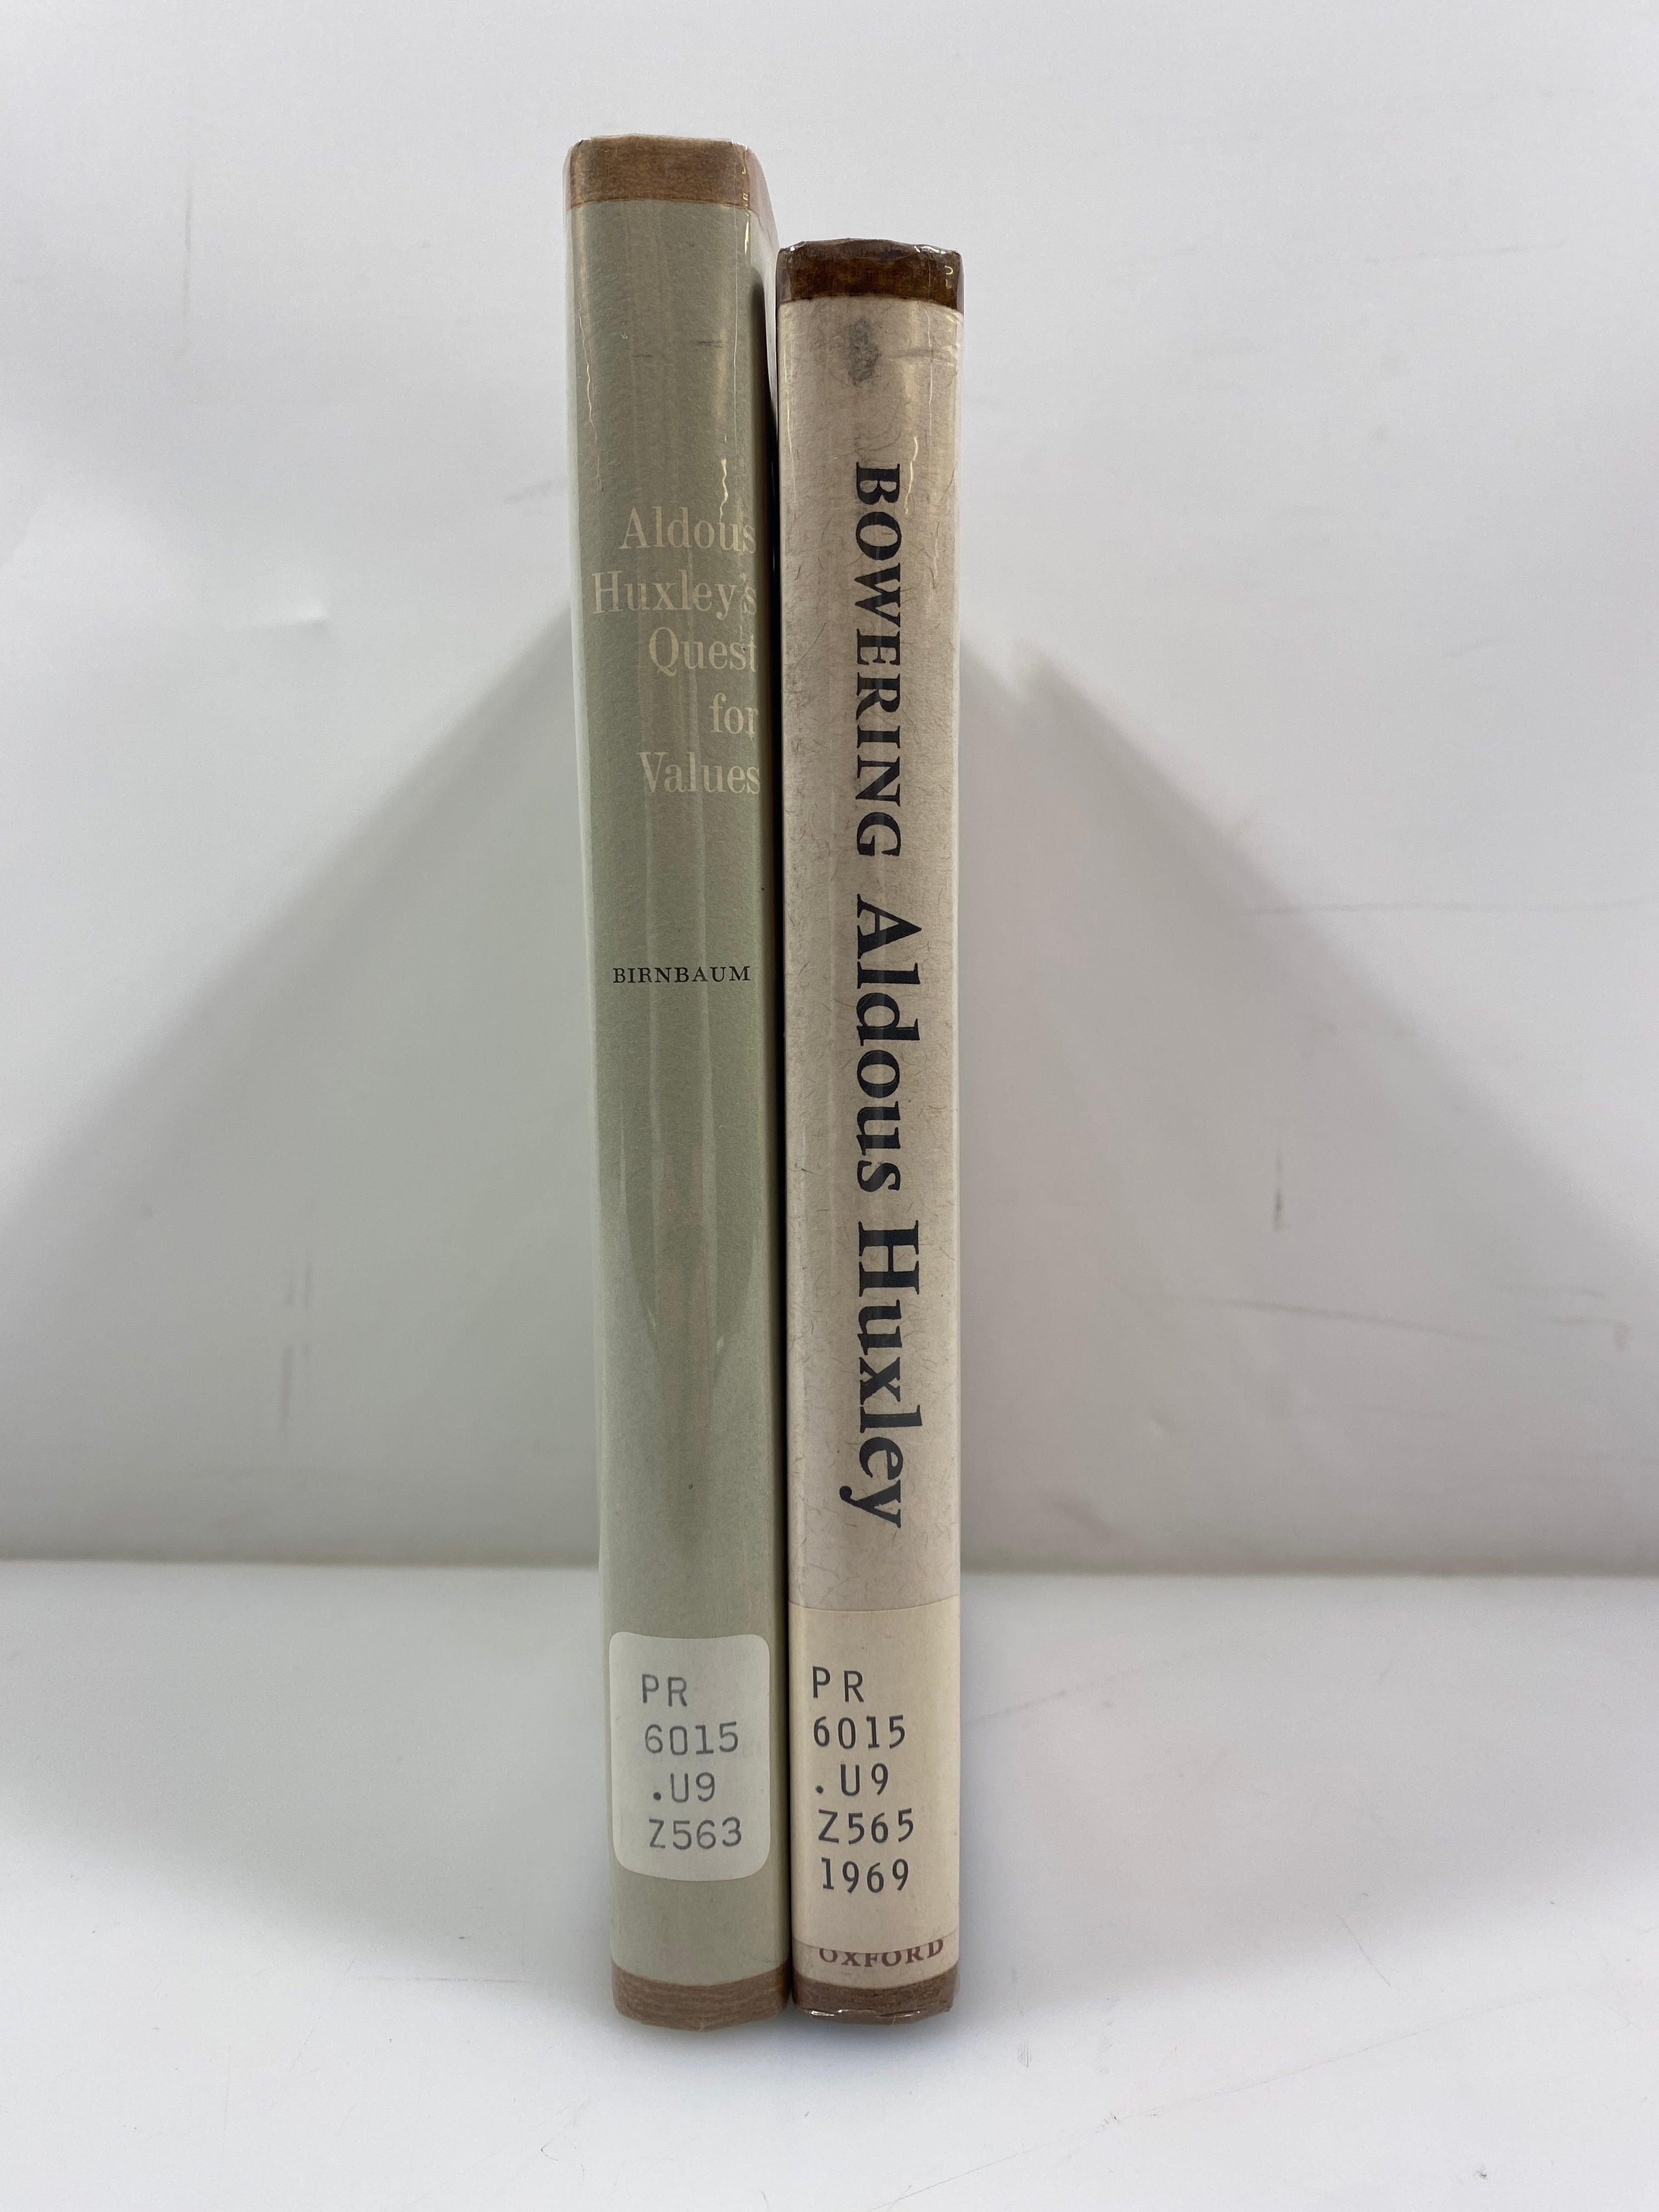 Aldous
Huxley's
Quest
for
Values
BIRNBAUM
PR
6015
.U9
Z563
BOWERING Aldous Huxley
PR
6015
.U9
Z565
1969
OXFORD